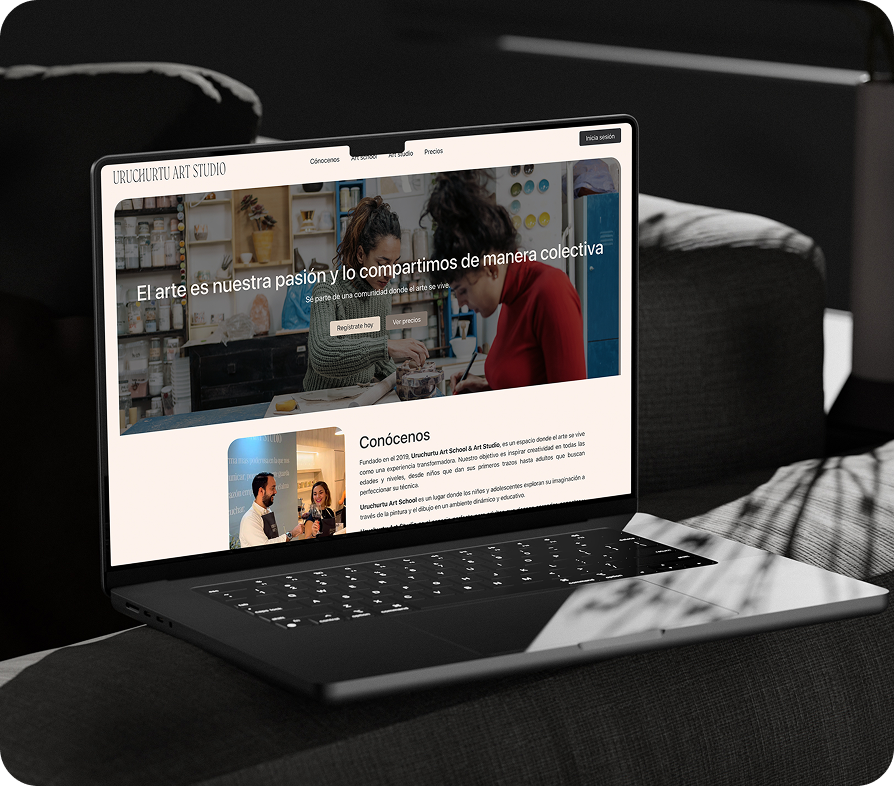 URUCHURTU ART STUDIO
Cónocenos Art school Art studio Precios
Inicia sesión
El arte es nuestra pasión y lo compartimos de manera colectiva
Sé parte de una comunidad donde el arte se vive.
Regístrate hoy Ver precios
Conócenos
Fundado en el 2019, Uruchurtu Art School & Art Studio, es un espacio donde el arte se vive
como una experiencia transformadora. Nuestro objetivo es inspirar creatividad en todas las
edades y niveles, desde niños que dan sus primeros trazos hasta adultos que buscan
perfeccionar su técnica.
Uruchurtu Art School es un lugar donde los niños y adolescentes exploran su imaginación a
través de la pintura y el dibujo en un ambiente dinámico y educativo.